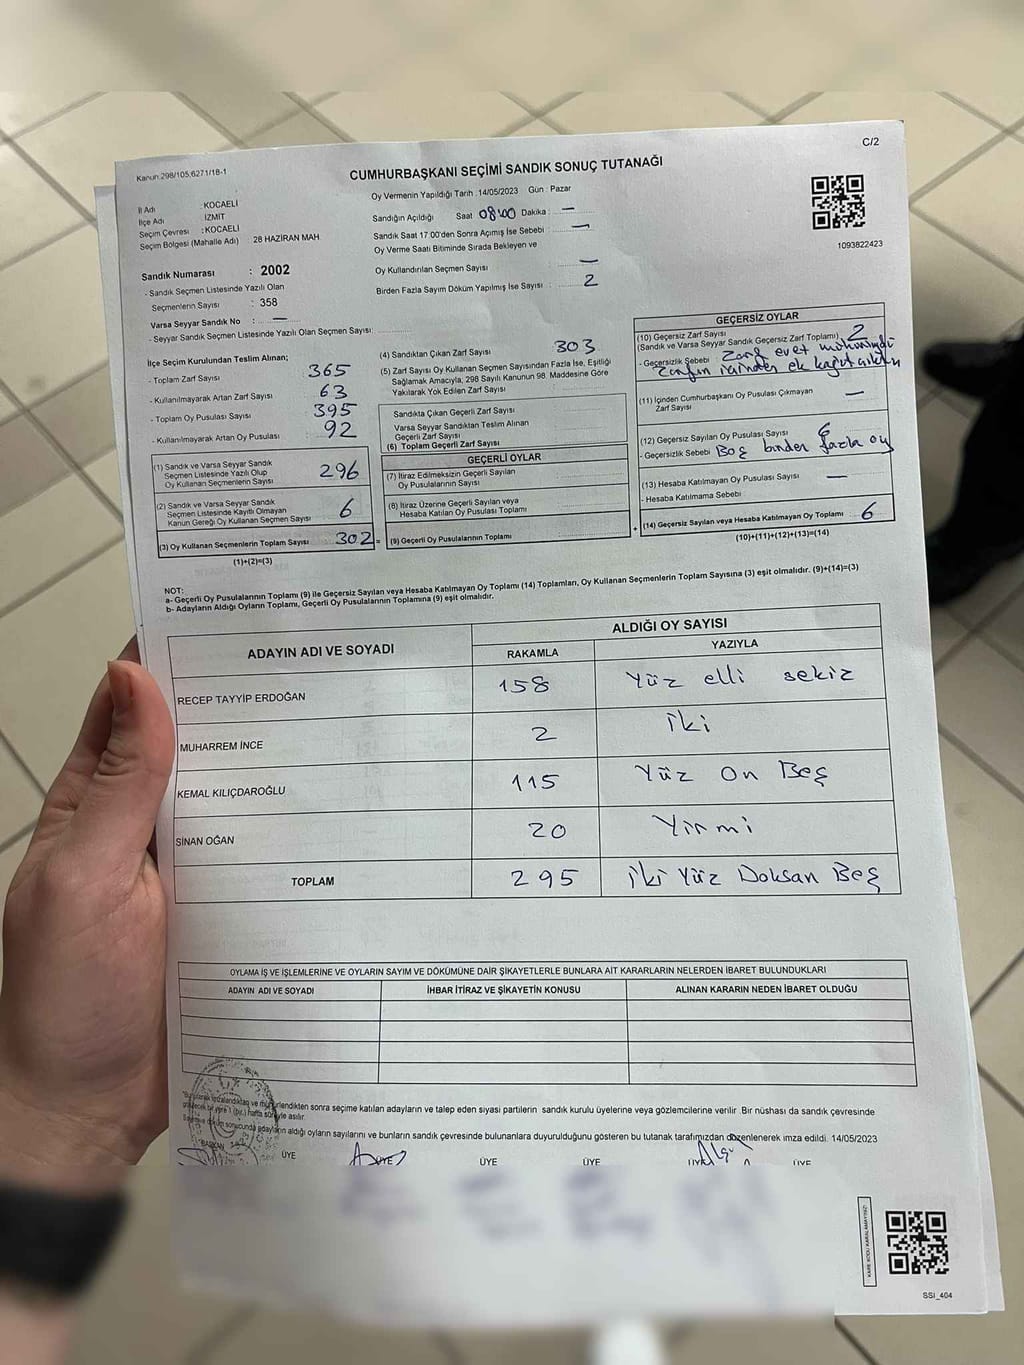 C/2
Kanun:298/105;6271/18-1
CUMHURBAŞKANI SEÇİMİ SANDIK SONUÇ TUTANAĞI
İl Adı : KOCAELİ
İlçe Adı İZMİT
Seçim Çevresi : KOCAELİ
Seçim Bölgesi (Mahalle Adı) 28 HAZİRAN MAH
Sandık Numarası : 2002
- Sandık Seçmen Listesinde Yazılı Olan
Seçmenlerin Sayısı : 358
Varsa Seyyar Sandık No : —
- Seyyar Sandık Seçmen Listesinde Yazılı Olan Seçmen Sayısı:
Oy Vermenin Yapıldığı Tarih :14/05/2023 Gün : Pazar
Sandığın Açıldığı Saat 08:00 Dakika : —
Sandık Saat 17.00'den Sonra Açımış İse Sebebi : —
Oy Verme Saati Bitiminde Sırada Bekleyen ve
Oy Kullandırılan Seçmen Sayısı : —
Birden Fazla Sayım Döküm Yapılmış İse Sayısı : 2
1093822423
İlçe Seçim Kurulundan Teslim Alınan;
- Toplam Zarf Sayısı 365
- Kullanılmayarak Artan Zarf Sayısı 63
- Toplam Oy Pusulası Sayısı 395
- Kullanılmayarak Artan Oy Pusulası 92
(1) Sandık ve Varsa Seyyar Sandık
Seçmen Listesinde Yazılı Olup
Oy Kullanan Seçmenlerin Sayısı 296
(2) Sandık ve Varsa Seyyar Sandık
Seçmen Listesinde Kayıtlı Olmayan
Kanun Gereği Oy Kullanan Seçmen Sayısı 6
(3) Oy Kullanan Seçmenlerin Toplam Sayısı 302 =
(1)+(2)=(3)
(4) Sandıktan Çıkan Zarf Sayısı 303
(5) Zarf Sayısı Oy Kullanan Seçmen Sayısından Fazla İse, Eşitliği
Sağlamak Amacıyla, 298 Sayılı Kanunun 98. Maddesine Göre
Yakılarak Yok Edilen Zarf Sayısı
Sandıkta Çıkan Geçerli Zarf Sayısı
Varsa Seyyar Sandıktan Teslim Alınan
Geçerli Zarf Sayısı
(6) Toplam Geçerli Zarf Sayısı
GEÇERLİ OYLAR
(7) İtiraz Edilmeksizin Geçerli Sayılan
Oy Pusulalarının Sayısı
(8) İtiraz Üzerine Geçerli Sayılan veya
Hesaba Katılan Oy Pusulası Toplamı
(9) Geçerli Oy Pusulalarının Toplamı
+
GEÇERSİZ OYLAR
(10) Geçersiz Zarf Sayısı 2
(Sandık ve Varsa Seyyar Sandık Geçersiz Zarf Toplamı)
- Geçersizlik Sebebi : Zarf evet mühürünü
Zarfın içinden ek kağıt
(11) İçinden Cumhurbaşkanı Oy Pusulası Çıkmayan
Zarf Sayısı —
(12) Geçersiz Sayılan Oy Pusulası Sayısı 6
- Geçersizlik Sebebi Boş birden fazla oy
(13) Hesaba Katılmayan Oy Pusulası Sayısı —
- Hesaba Katılmama Sebebi
(14) Geçersiz Sayılan veya Hesaba Katılmayan Oy Toplamı 6
(10)+(11)+(12)+(13)=(14)
NOT:
a- Geçerli Oy Pusulalarının Toplamı (9) ile Geçersiz Sayılan veya Hesaba Katılmayan Oy Toplamı (14) Toplamları, Oy Kullanan Seçmenlerin Toplam Sayısına (3) eşit olmalıdır. (9)+(14)=(3)
b- Adayların Aldığı Oyların Toplamı, Geçerli Oy Pusulalarının Toplamına (9) eşit olmalıdır.
ADAYIN ADI VE SOYADI
ALDIĞI OY SAYISI
RAKAMLA YAZIYLA
RECEP TAYYİP ERDOĞAN 158 Yüz elli sekiz
MUHARREM İNCE 2 iki
KEMAL KILIÇDAROĞLU 115 Yüz On Beş
SİNAN OĞAN 20 Yirmi
TOPLAM 295 iki Yüz Doksan Beş
OYLAMA İŞ VE İŞLEMLERİNE VE OYLARIN SAYIM VE DÖKÜMÜNE DAİR ŞİKAYETLERLE BUNLARA AİT KARARLARIN NELERDEN İBARET BULUNDUKLARI
ADAYIN ADI VE SOYADI İHBAR İTİRAZ VE ŞİKAYETİN KONUSU ALINAN KARARIN NEDEN İBARET OLDUĞU
imzalandıktan ve mühürlendikten sonra seçime katılan adayların ve talep eden siyasi partilerin sandık kurulu üyelerine veya gözlemcilerine verilir. Bir nüshası da sandık çevresinde
hafta süreyle asılır.
döküm sonucunda adayların aldığı oyların sayılarını ve bunların sandık çevresinde bulunanlara duyurulduğunu gösteren bu tutanak tarafımızdan düzenlenerek imza edildi. 14/05/2023
BAŞKAN ÜYE ÜYE ÜYE ÜYE ÜYE ÜYE
KARE KODU KARALAMAYINIZ!
SSI_404